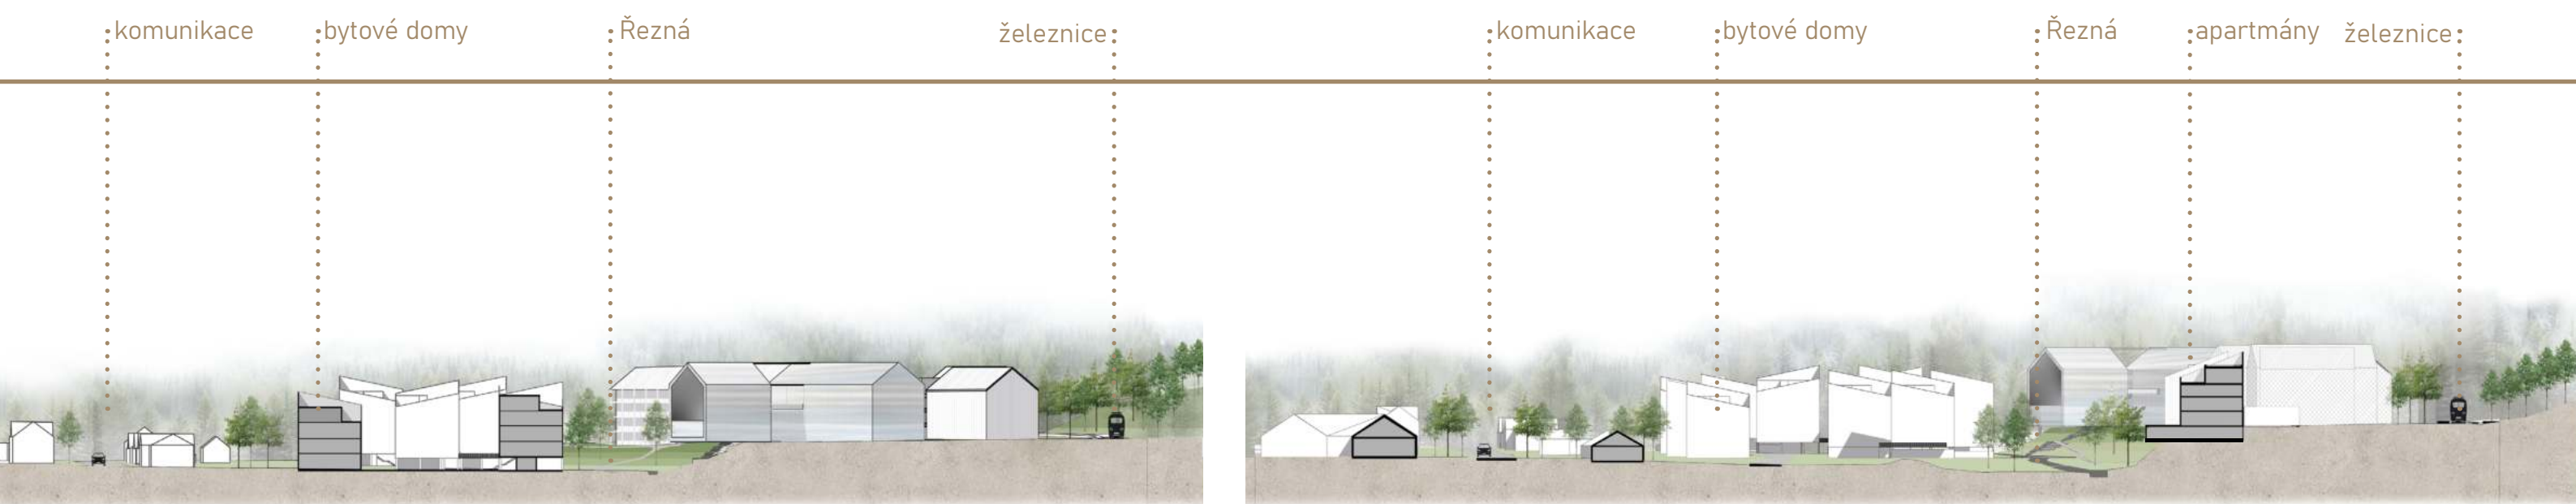 komunikace
bytové domy
Řezná
železnice
komunikace
bytové domy
Řezná
apartmány
železnice